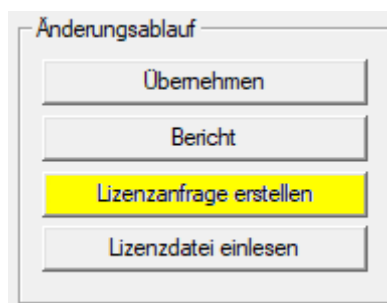 Änderungsablauf
Übernehmen
Bericht
Lizenzanfrage erstellen
Lizenzdatei einlesen